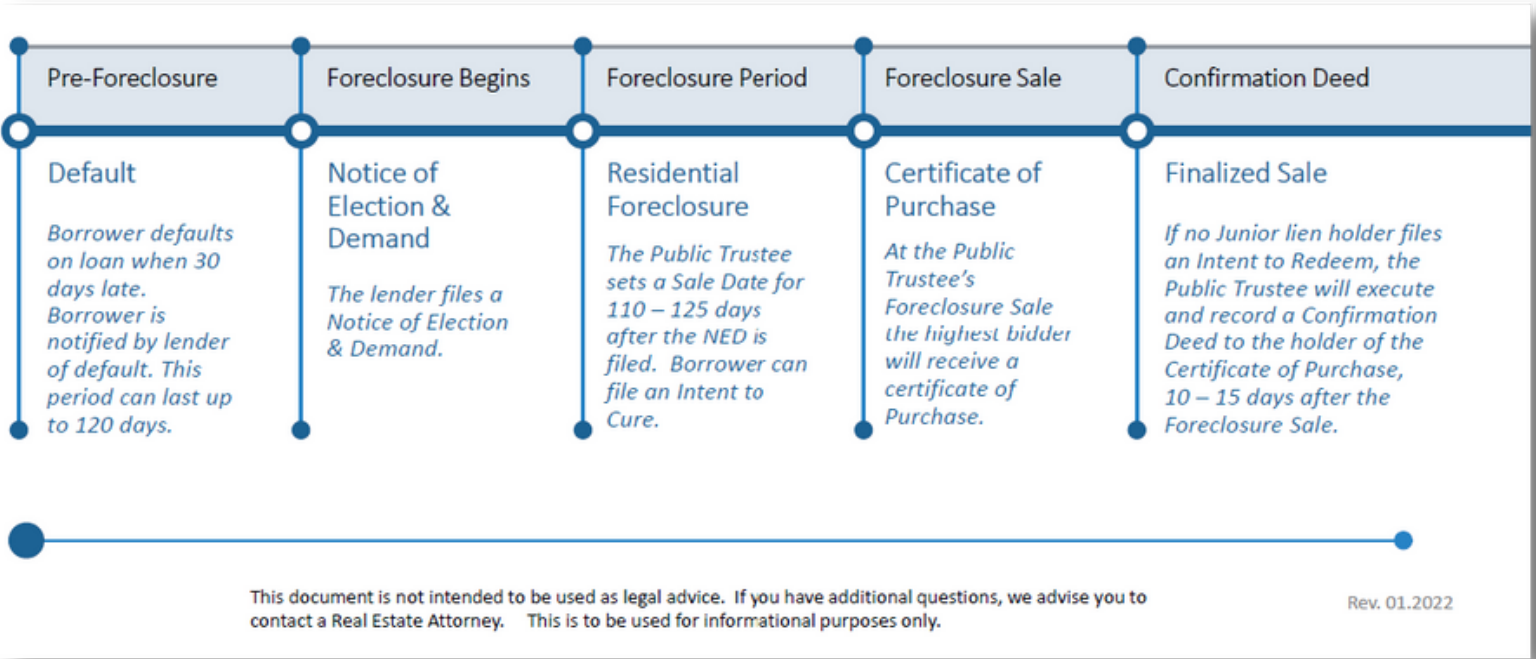 Pre-Foreclosure
Foreclosure Begins
Foreclosure Period
Foreclosure Sale
Confirmation Deed
Default
Borrower defaults
on loan when 30
days late.
Borrower is
notified by lender
of default. This
period can last up
to 120 days.
Notice of
Election &
Demand
The lender files a
Notice of Election
& Demand.
Residential
Foreclosure
The Public Trustee
sets a Sale Date for
110 – 125 days
after the NED is
filed.  Borrower can
file an Intent to
Cure.
Certificate of
Purchase
At the Public
Trustee’s
Foreclosure Sale
the highest bidder
will receive a
certificate of
Purchase.
Finalized Sale
If no Junior lien holder files
an Intent to Redeem, the
Public Trustee will execute
and record a Confirmation
Deed to the holder of the
Certificate of Purchase,
10 – 15 days after the
Foreclosure Sale.
This document is not intended to be used as legal advice.  If you have additional questions, we advise you to
contact a Real Estate Attorney.    This is to be used for informational purposes only.
Rev. 01.2022